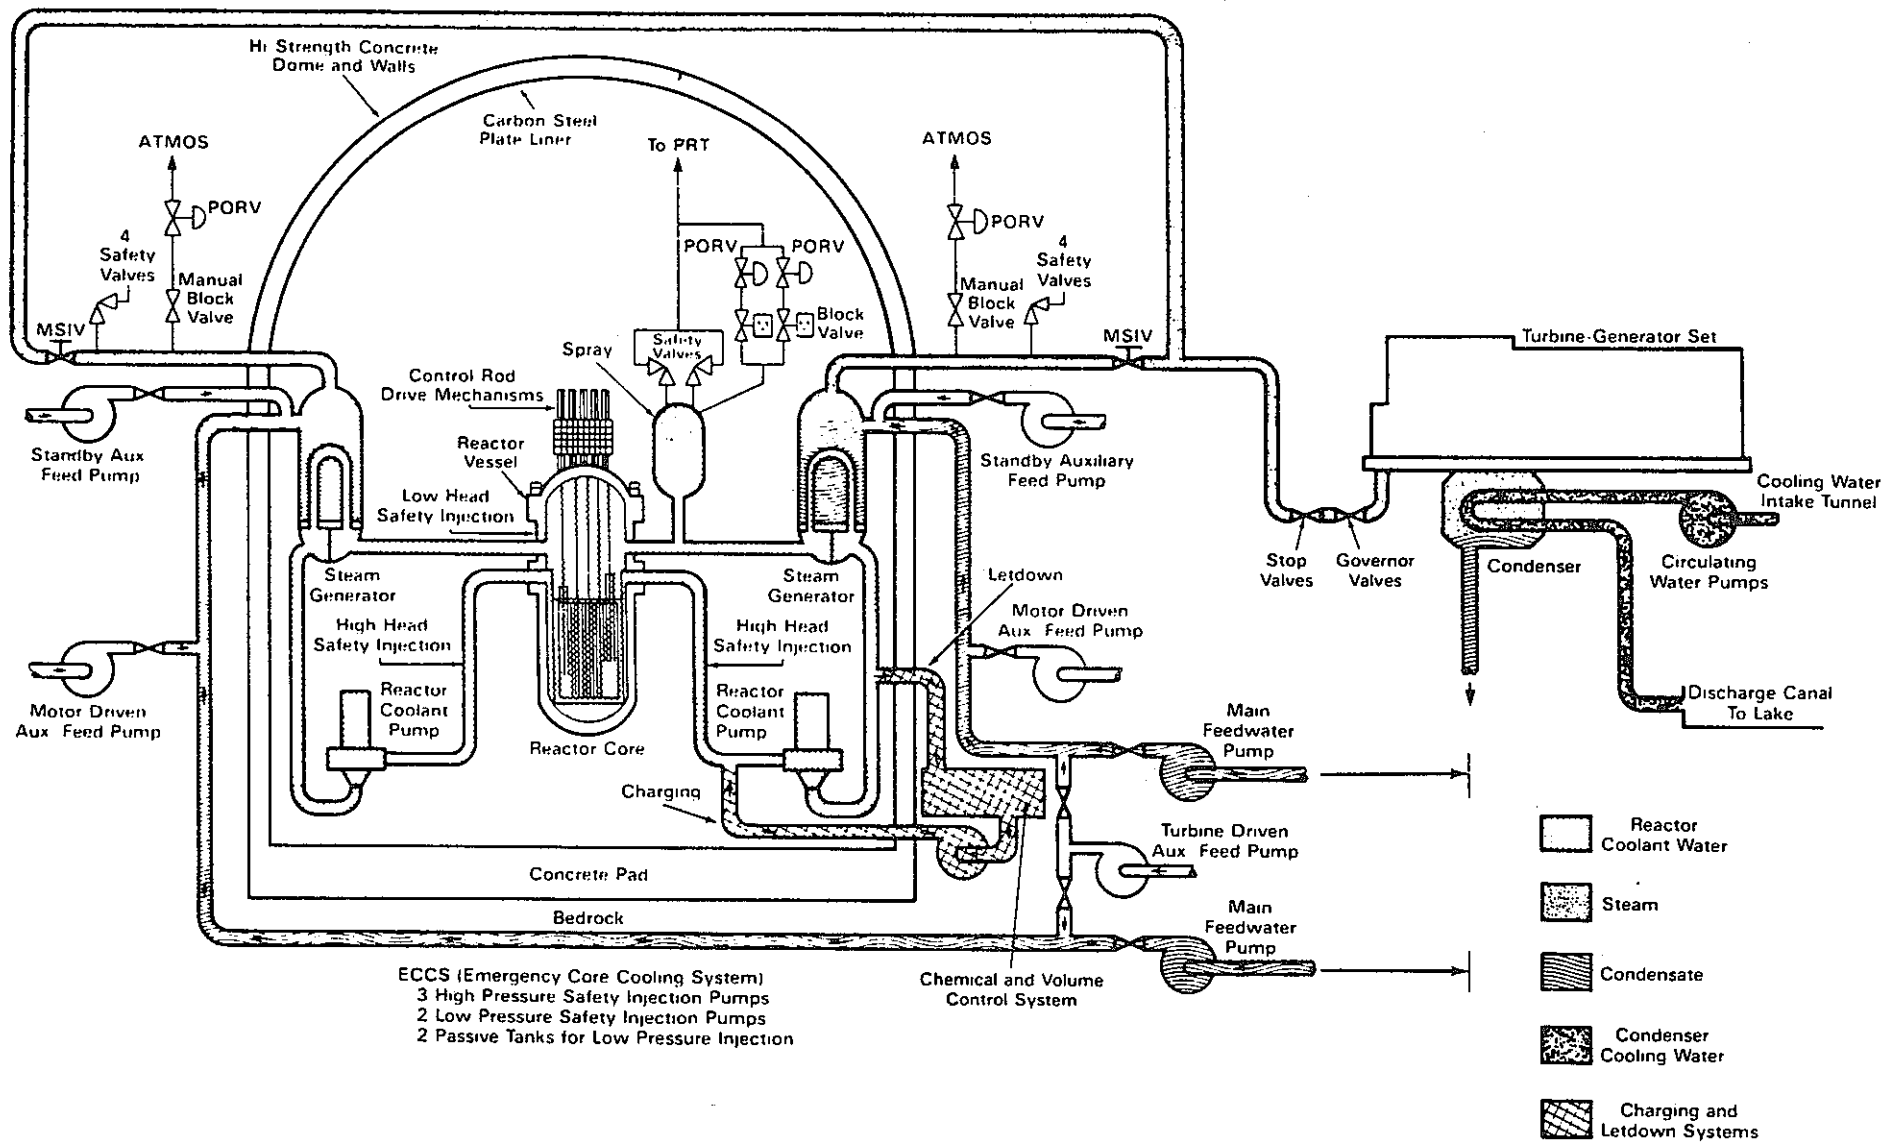 Hi Strength Concrete
Dome and Walls
Carbon Steel
Plate Liner
ATMOS
To PRT
ATMOS
PORV
PORV
4
Safety
Valves
PORV
PORV
4
Safety
Valves
Manual
Block
Valve
Manual
Block
Valve
Block
Valve
MSIV
Spray
Safety
Valves
MSIV
Turbine-Generator Set
Control Rod
Drive Mechanisms
Reactor
Vessel
Standby Aux
Feed Pump
Standby Auxiliary
Feed Pump
Low Head
Safety Injection
Cooling Water
Intake Tunnel
Steam
Generator
Steam
Generator
Letdown
Stop
Valves
Governor
Valves
Condenser
Circulating
Water Pumps
High Head
Safety Injection
High Head
Safety Injection
Motor Driven
Aux Feed Pump
Reactor
Coolant
Pump
Reactor
Coolant
Pump
Motor Driven
Aux Feed Pump
Reactor Core
Main
Feedwater
Pump
Discharge Canal
To Lake
Charging
Turbine Driven
Aux Feed Pump
Reactor
Coolant Water
Concrete Pad
Bedrock
Main
Feedwater
Pump
Steam
ECCS (Emergency Core Cooling System)
3 High Pressure Safety Injection Pumps
2 Low Pressure Safety Injection Pumps
2 Passive Tanks for Low Pressure Injection
Chemical and Volume
Control System
Condensate
Condenser
Cooling Water
Charging and
Letdown Systems